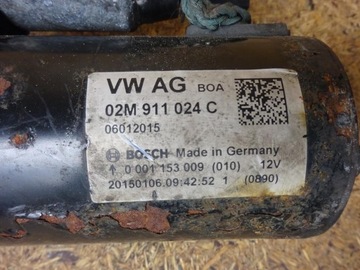 VW AG BOA
02M 911 024 C
06012015
BOSCH Made in Germany
0 001 153 009 (010) 12V
20150106.09:42:52 1 (0890)